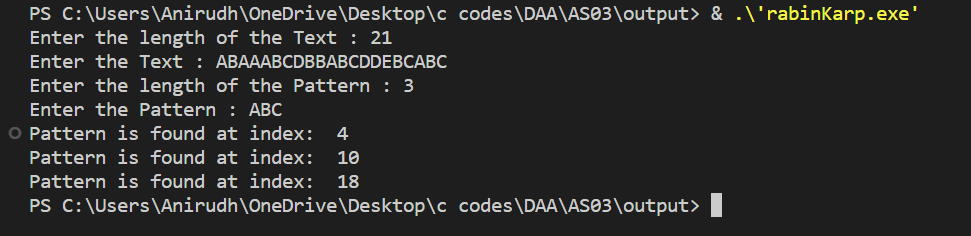 PS C:\Users\Anirudh\OneDrive\Desktop\c codes\DAA\AS03\output> & .\'rabinKarp.exe'
Enter the length of the Text : 21
Enter the Text : ABAAABCDBBABCDDEBCABC
Enter the length of the Pattern : 3
Enter the Pattern : ABC
Pattern is found at index:  4
Pattern is found at index:  10
Pattern is found at index:  18
PS C:\Users\Anirudh\OneDrive\Desktop\c codes\DAA\AS03\output>